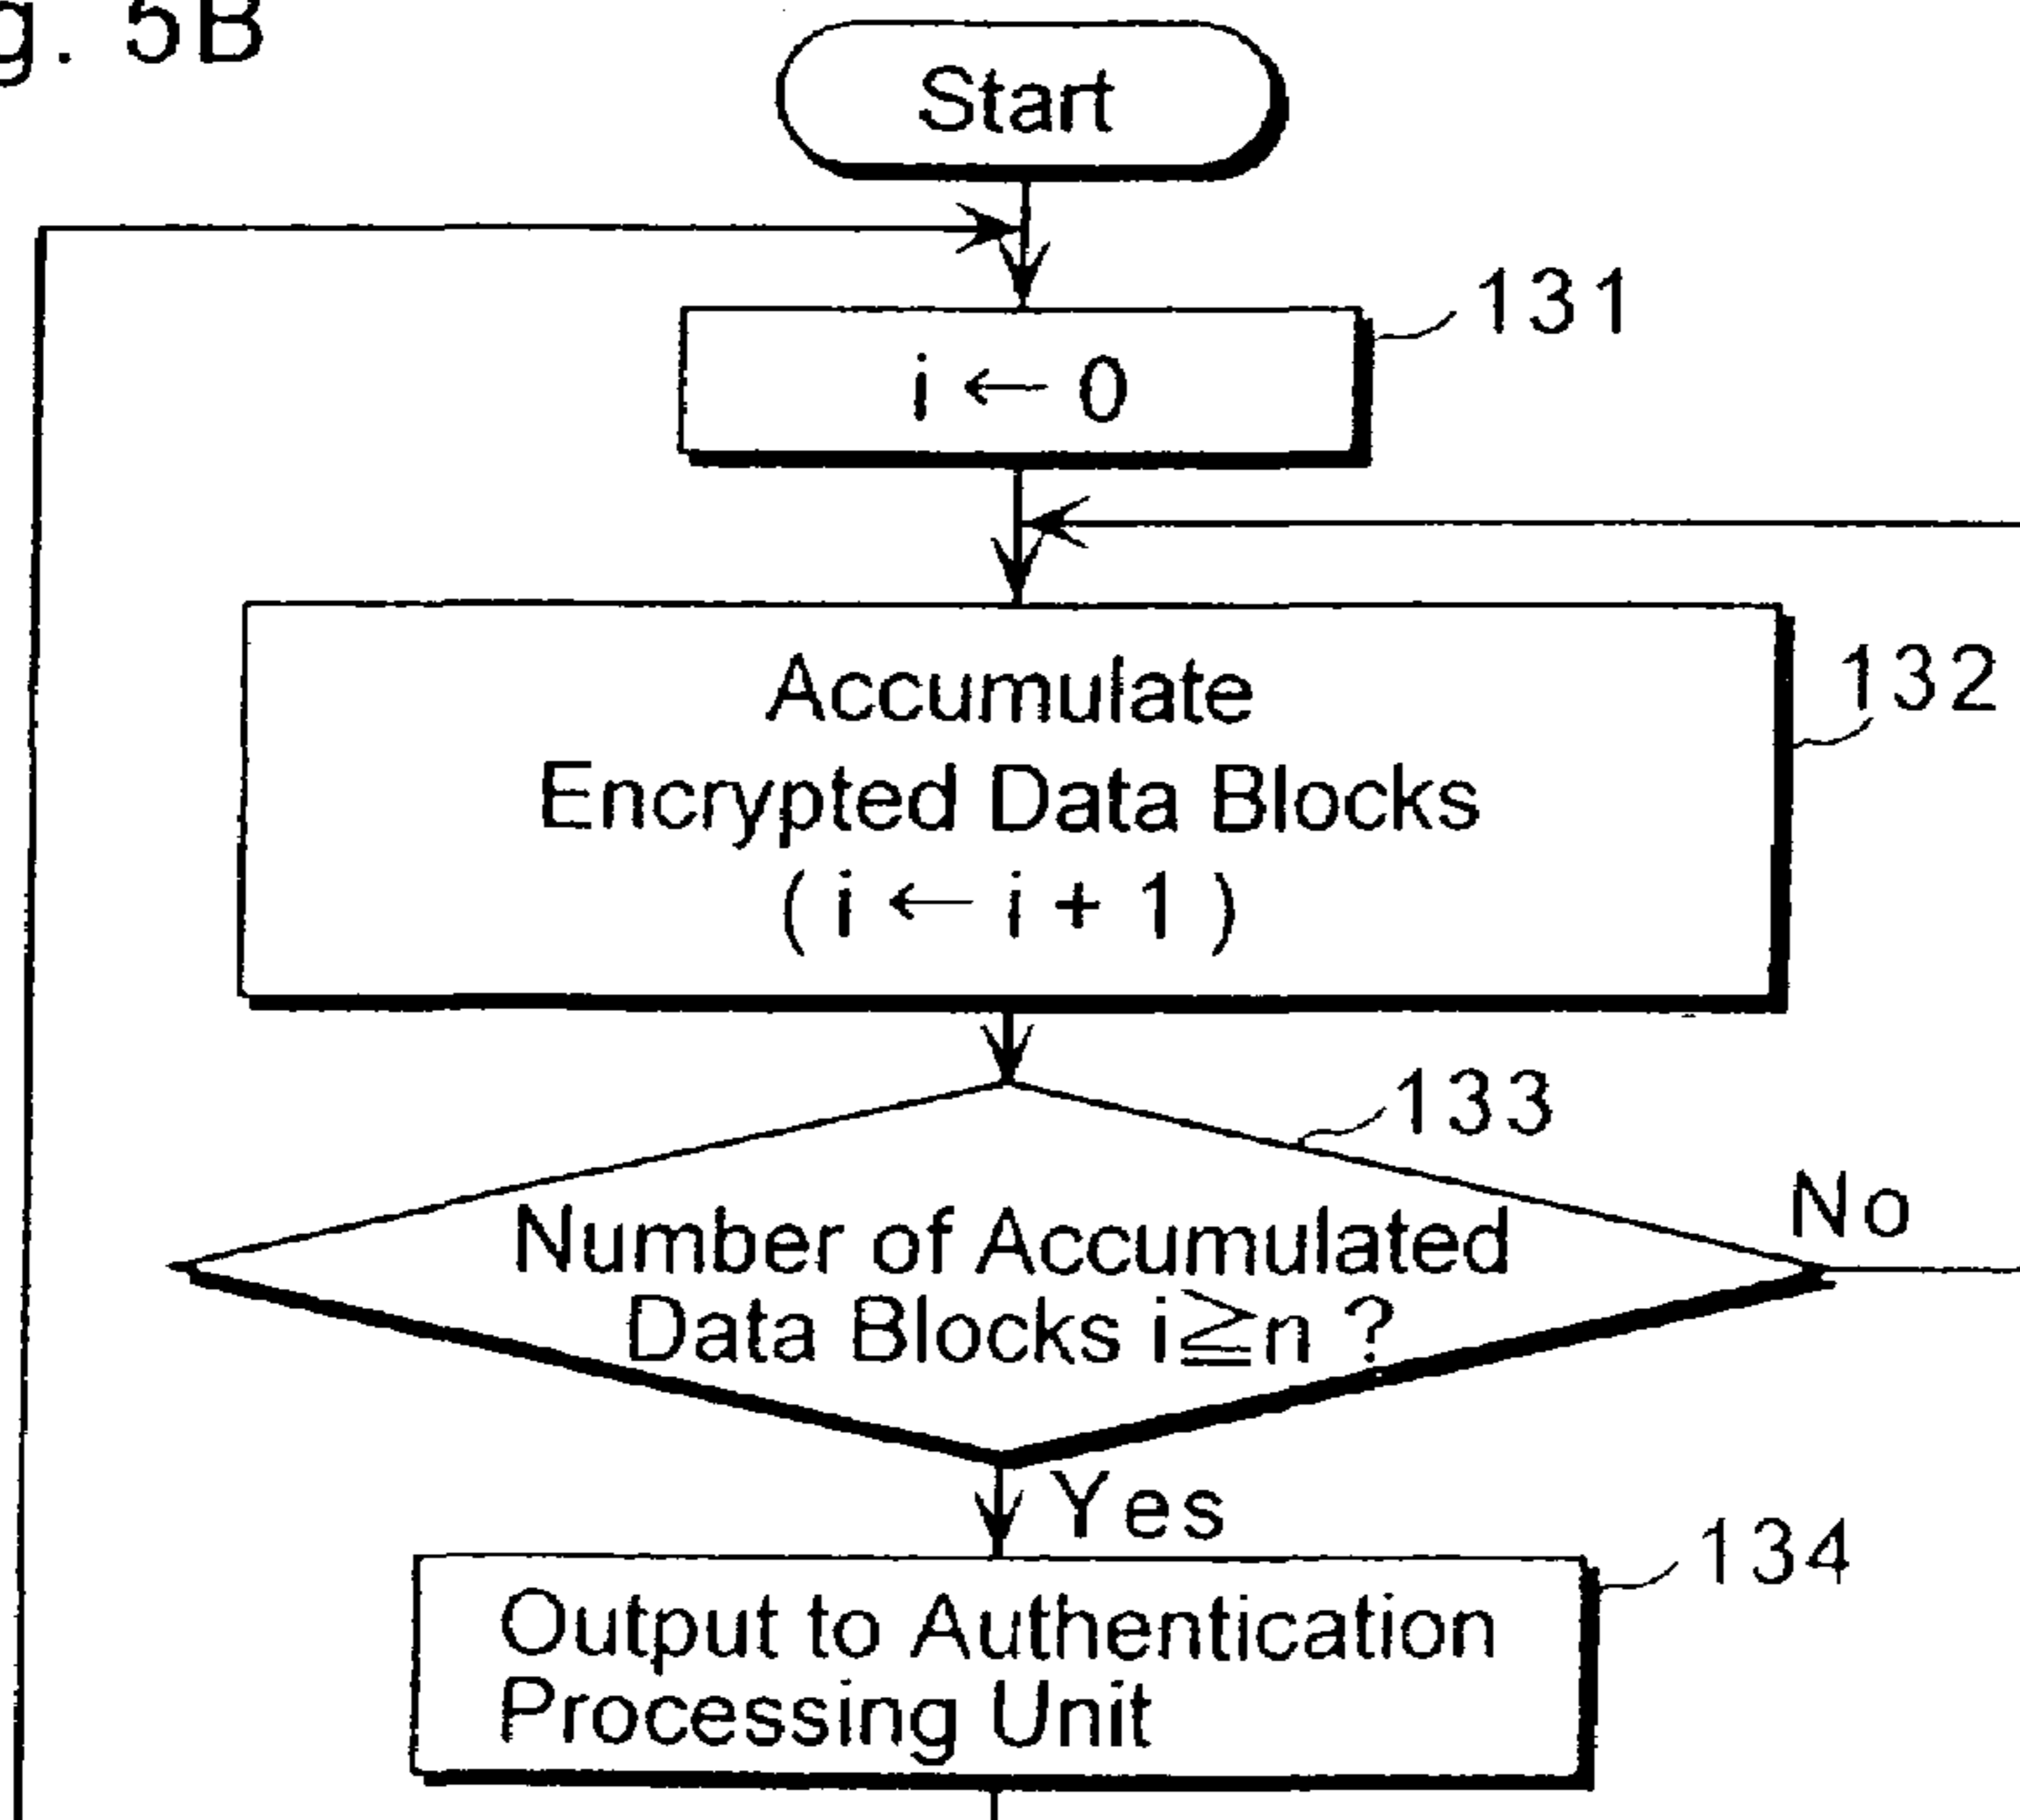 g. 5B
Start
131
i ← 0
132
Accumulate
Encrypted Data Blocks
( i ← i + 1 )
133
Number of Accumulated
Data Blocks i≧n ?
No
Yes
134
Output to Authentication
Processing Unit